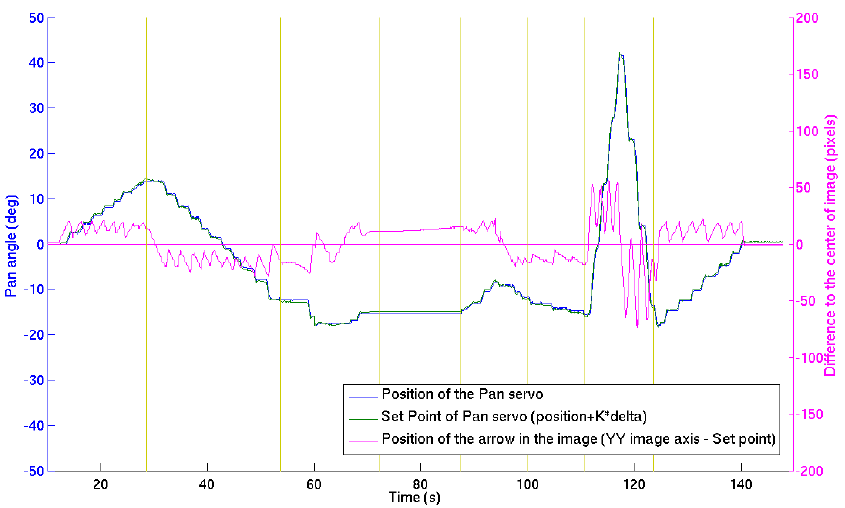 50
40
30
20
10
0
-10
-20
-30
-40
-50
Pan angle (deg)
200
150
100
50
0
-50
-100
-150
-200
Difference to the center of image (pixels)
Position of the Pan servo
Set Point of Pan servo (position+K*delta)
Position of the arrow in the image (YY image axis - Set point)
20 40 60 80 100 120 140
Time (s)